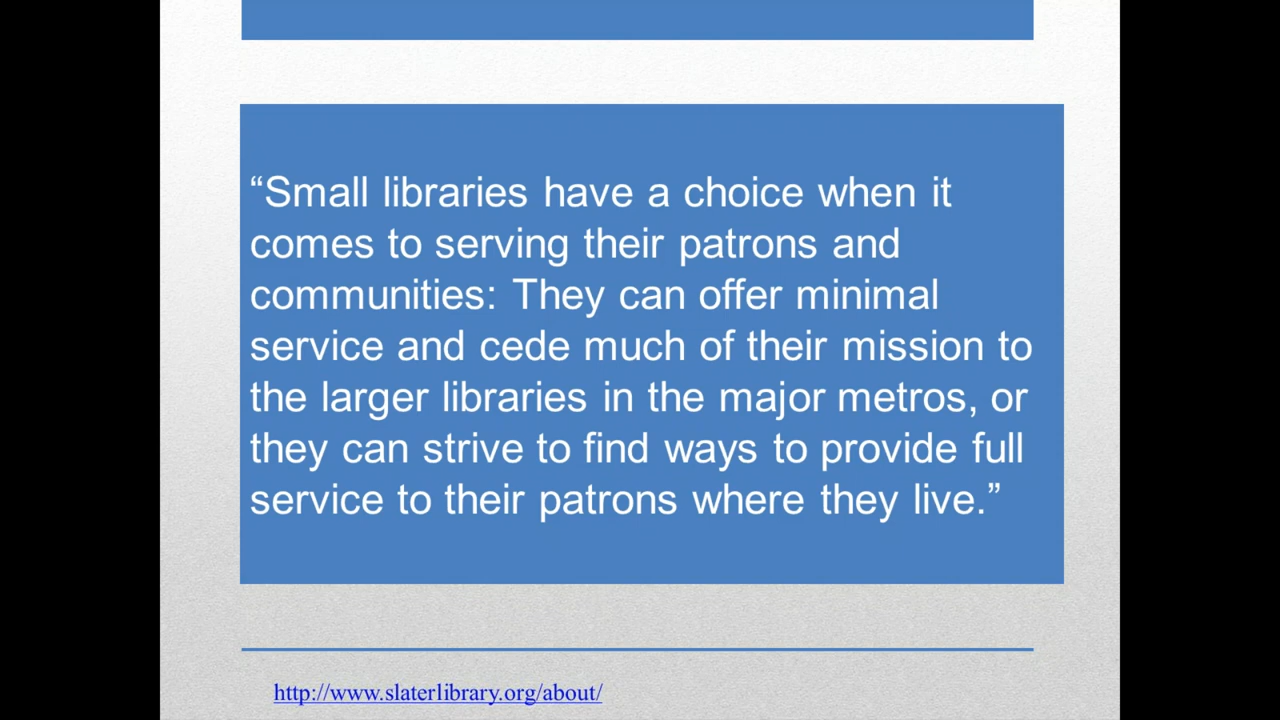 “Small libraries have a choice when it
comes to serving their patrons and
communities: They can offer minimal
service and cede much of their mission to
the larger libraries in the major metros, or
they can strive to find ways to provide full
service to their patrons where they live.”
http://www.slaterlibrary.org/about/